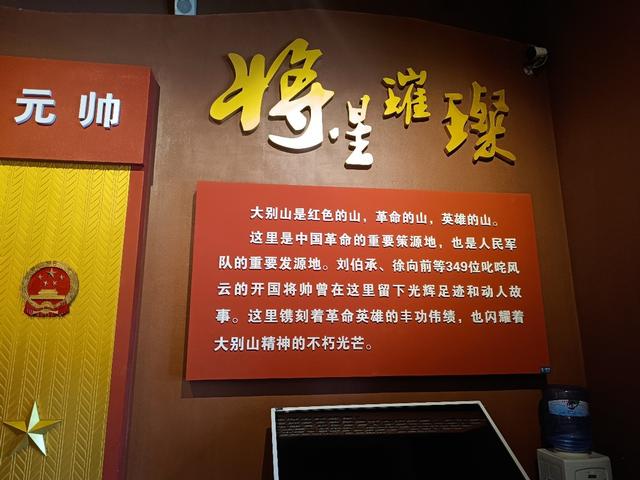 元帅
将星璀璨
大别山是红色的山，革命的山，英雄的山。
这里是中国革命的重要策源地，也是人民军
队的重要发源地。刘伯承、徐向前等349位叱咤风
云的开国将帅曾在这里留下光辉足迹和动人故
事。这里镌刻着革命英雄的丰功伟绩，也闪耀着
大别山精神的不朽光芒。